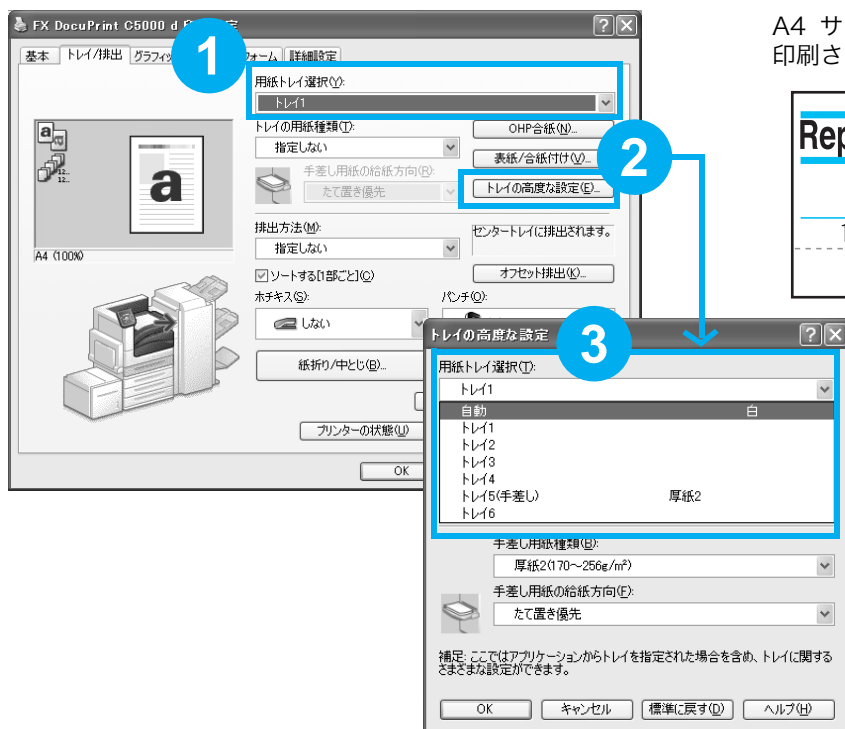 FX DocuPrint C5000 d
基本
トレイ/排出
詳細設定
1
用紙トレイ選択(Y):
トレイ1
トレイの用紙種類(T):
指定しない
OHP合紙(N)...
表紙/合紙付け(V)...
2
手差し用紙の給紙方向(R):
たて置き優先
トレイの高度な設定(E)...
A4 (100%)
排出方法(M):
指定しない
センタートレイに排出されます。
ソートする[1部ごと](C)
オフセット排出(K)...
ホチキス(S):
しない
パンチ(O):
紙折り/中とじ(B)...
プリンターの状態(U)
OK
A4 サ
印刷さ
Rep
トレイの高度な設定
3
用紙トレイ選択(T):
トレイ1
自動 白
トレイ1
トレイ2
トレイ3
トレイ4
トレイ5(手差し) 厚紙2
トレイ6
手差し用紙種類(B):
厚紙2(170～256g/m²)
手差し用紙の給紙方向(F):
たて置き優先
補足: ここではアプリケーションからトレイを指定された場合を含め、トレイに関する
さまざまな設定ができます。
OK キャンセル 標準に戻す(D) ヘルプ(H)